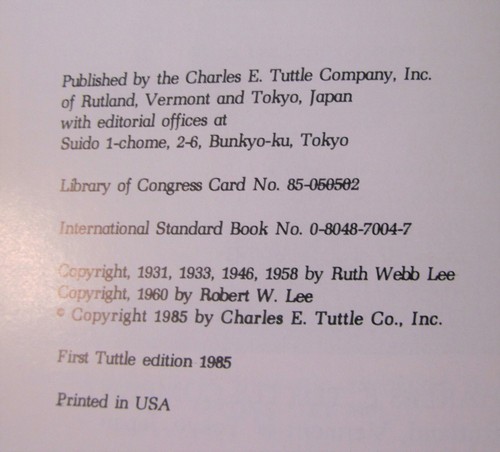 Published by the Charles E. Tuttle Company, Inc.
of Rutland, Vermont and Tokyo, Japan
with editorial offices at
Suido 1-chome, 2-6, Bunkyo-ku, Tokyo
Library of Congress Card No. 85-050502
International Standard Book No. 0-8048-7004-7
Copyright, 1931, 1933, 1946, 1958 by Ruth Webb Lee
Copyright, 1960 by Robert W. Lee
© Copyright 1985 by Charles E. Tuttle Co., Inc.
First Tuttle edition 1985
Printed in USA